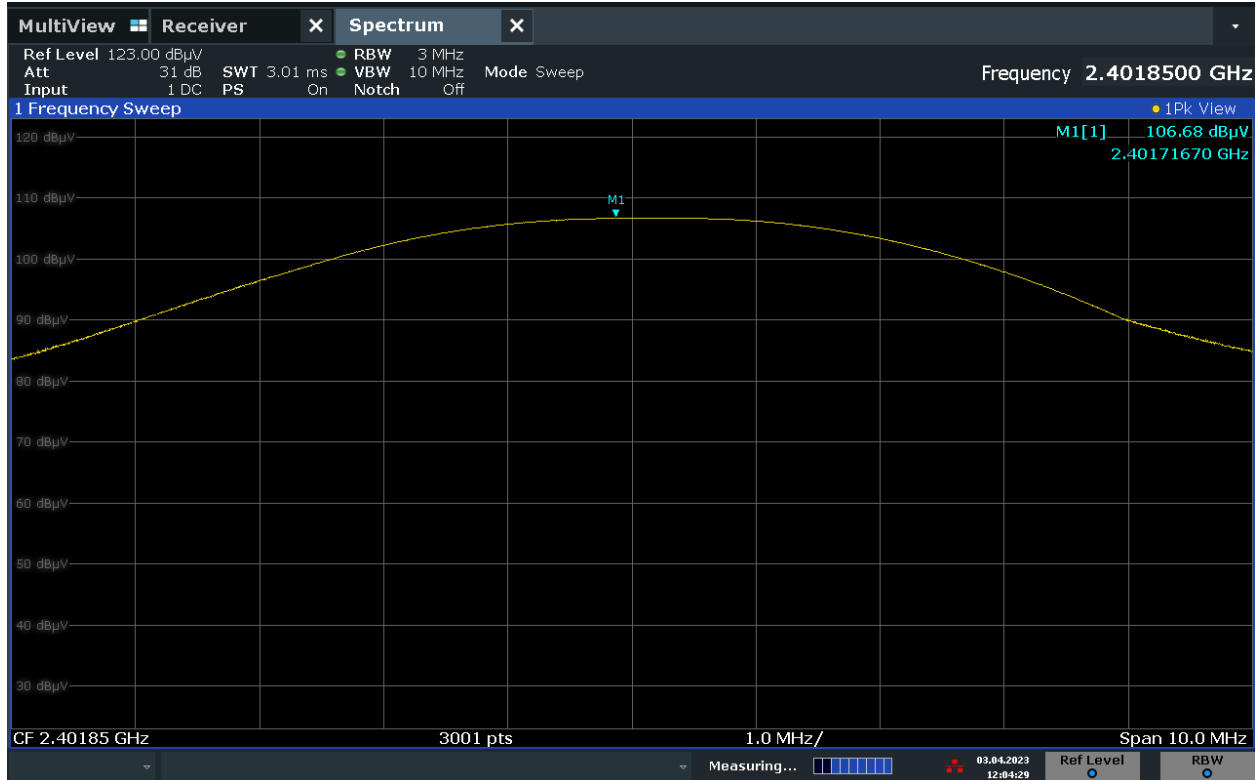 MultiView Receiver X Spectrum X
Ref Level 123.00 dBµV RBW 3 MHz
Att 31 dB SWT 3.01 ms VBW 10 MHz Mode Sweep
Input 1 DC PS On Notch Off
Frequency 2.4018500 GHz
1 Frequency Sweep 1Pk View
M1[1] 106.68 dBµV
2.40171670 GHz
120 dBµV
110 dBµV
M1
100 dBµV
90 dBµV
80 dBµV
70 dBµV
60 dBµV
50 dBµV
40 dBµV
30 dBµV
CF 2.40185 GHz 3001 pts 1.0 MHz/ Span 10.0 MHz
Measuring... 03.04.2023 Ref Level RBW
12:04:29